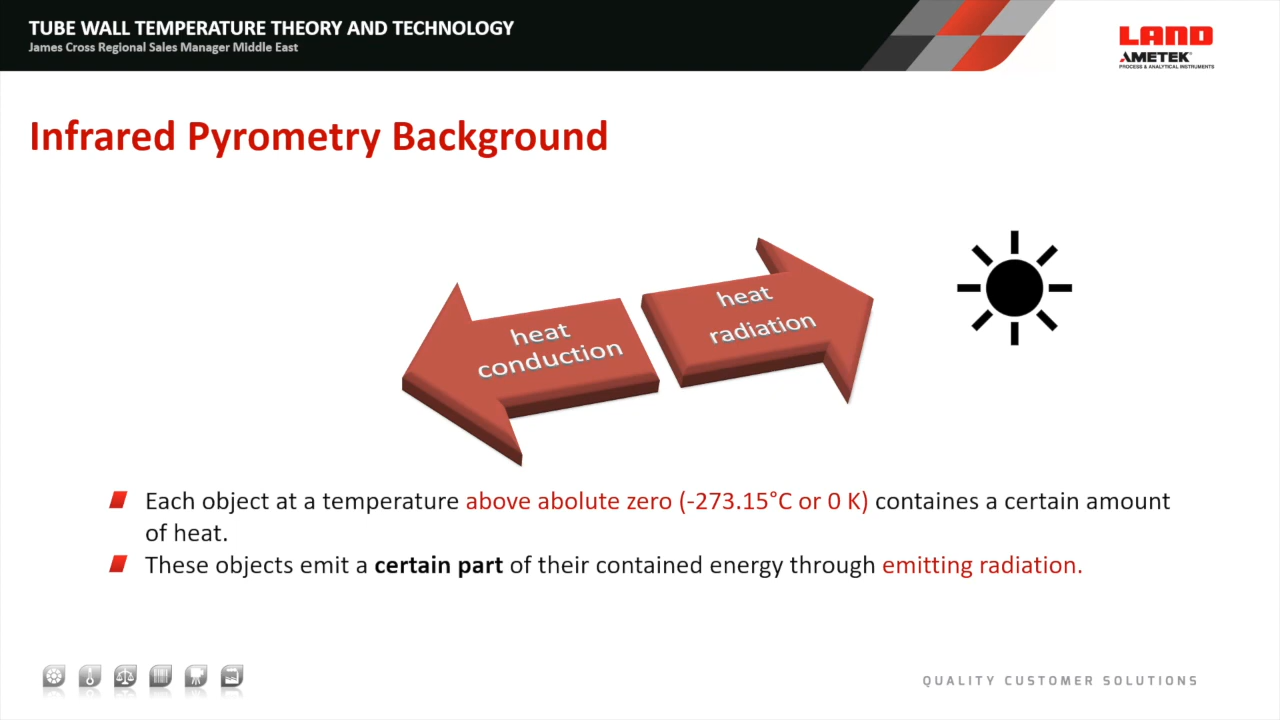 TUBE WALL TEMPERATURE THEORY AND TECHNOLOGY
James Cross Regional Sales Manager Middle East
LAND
AMETEK®
PROCESS & ANALYTICAL INSTRUMENTS
Infrared Pyrometry Background
heat
conduction
heat
radiation
Each object at a temperature above abolute zero (-273.15°C or 0 K) containes a certain amount
of heat.
These objects emit a certain part of their contained energy through emitting radiation.
QUALITY CUSTOMER SOLUTIONS